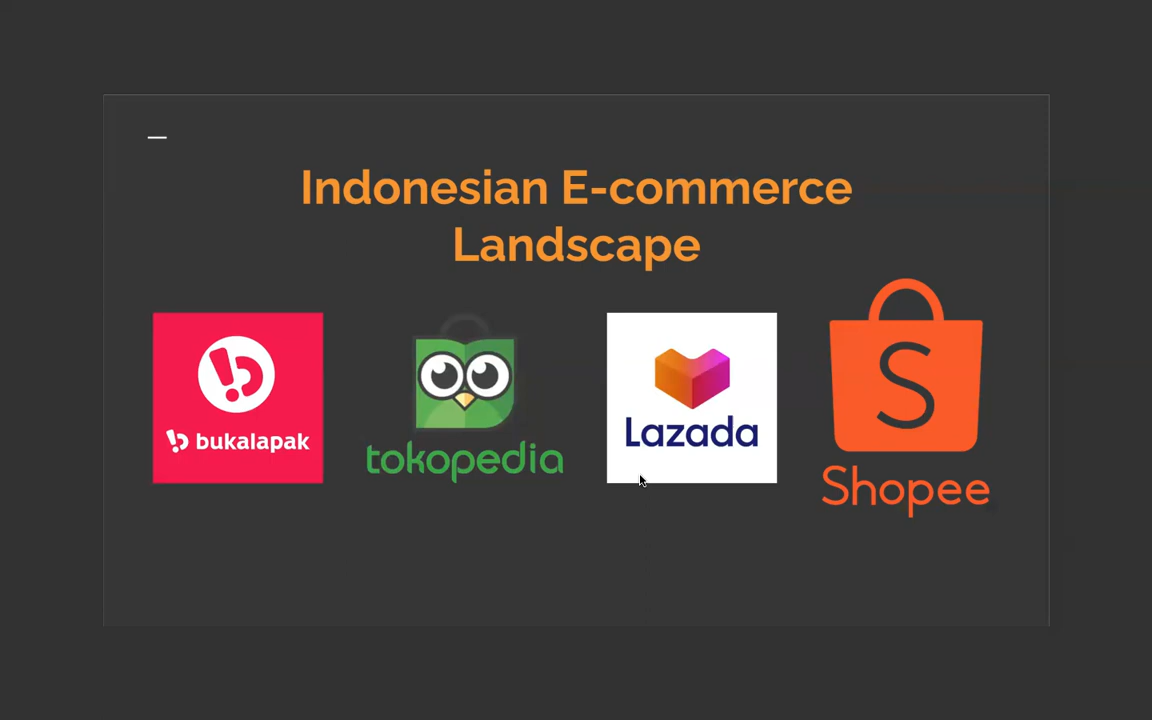 Indonesian E-commerce
Landscape
bukalapak
tokopedia
Lazada
S
Shopee